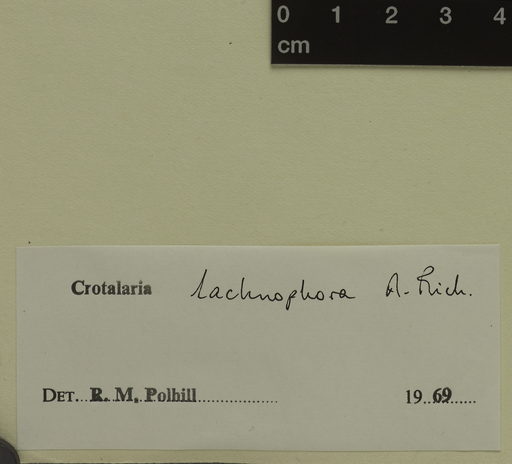 0 1 2 3 4
cm
Crotalaria lachnophora A. Rich.
DET... R. M. Polhill.................... 19..69......